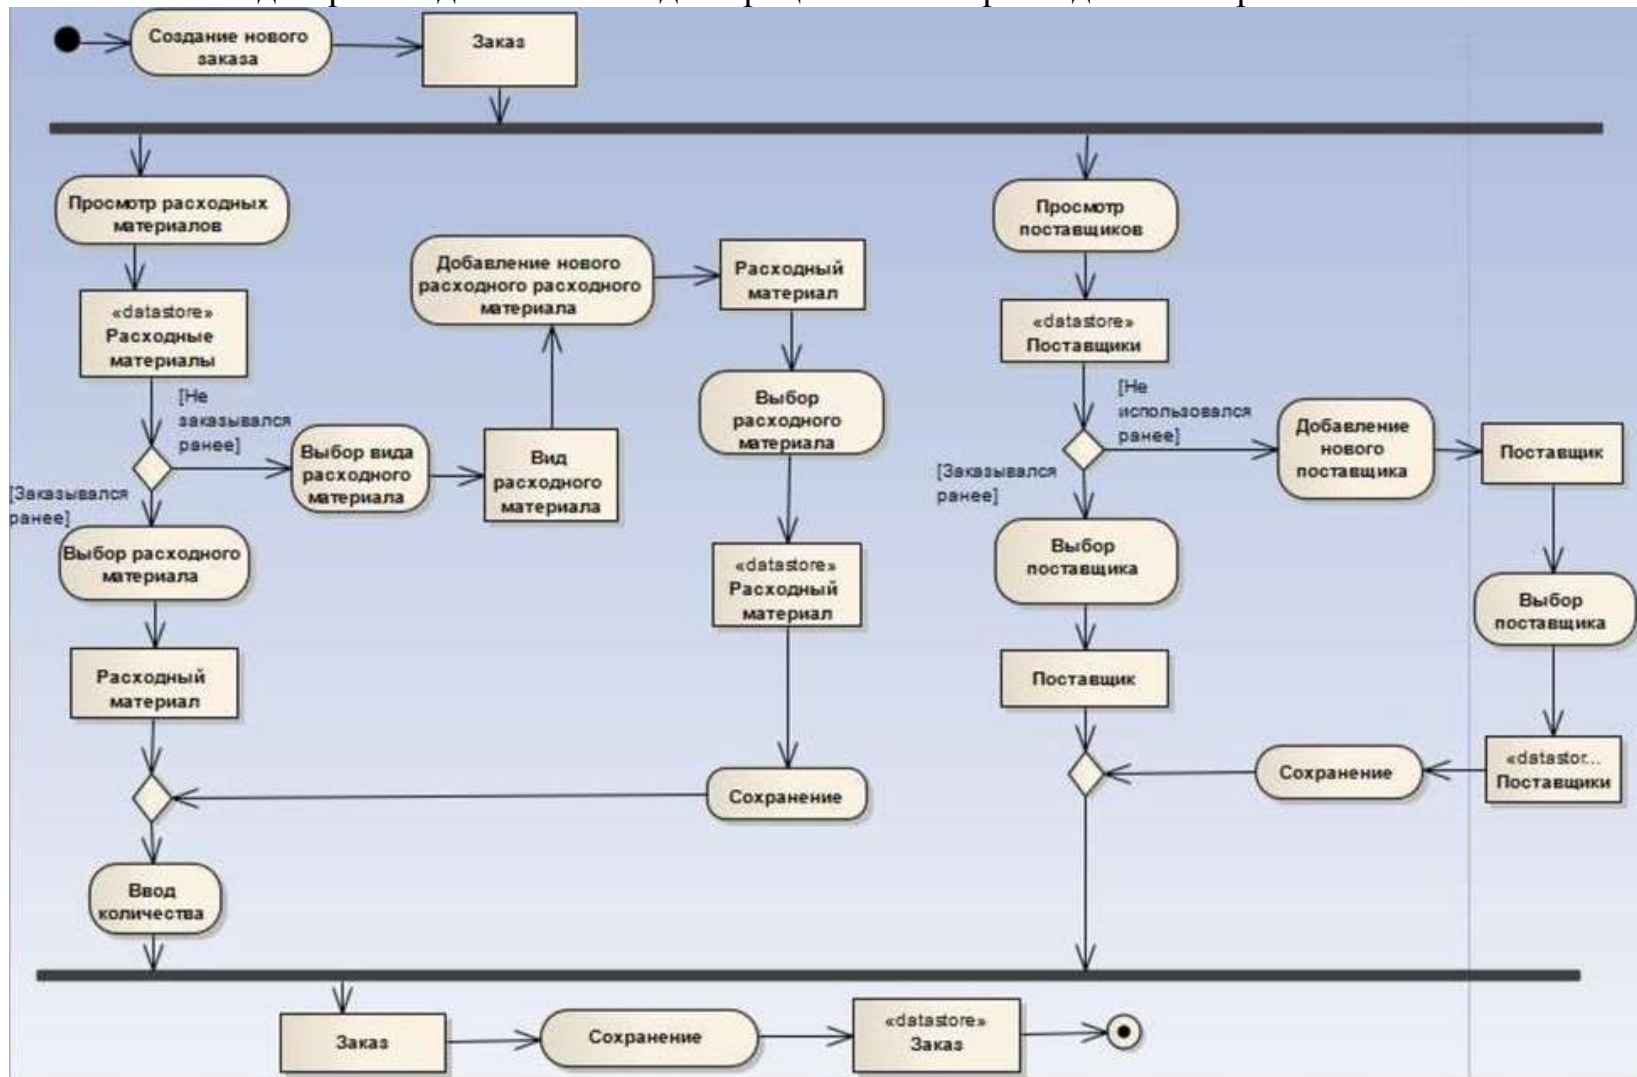 Создание нового
заказа
Заказ
Просмотр расходных
материалов
«datastore»
Расходные
материалы
[Не
заказывался
ранее]
[Заказывался
ранее]
Выбор расходного
материала
Расходный
материал
Ввод
количества
Выбор вида
расходного
материала
Вид
расходного
материала
Добавление нового
расходного расходного
материала
Расходный
материал
Выбор
расходного
материала
«datastore»
Расходный
материал
Сохранение
Просмотр
поставщиков
«datastore»
Поставщики
[Не
использовался
ранее]
[Заказывался
ранее]
Выбор
поставщика
Поставщик
Добавление
нового
поставщика
Поставщик
Выбор
поставщика
«datastor...
Поставщики
Сохранение
Заказ
Сохранение
«datastore»
Заказ